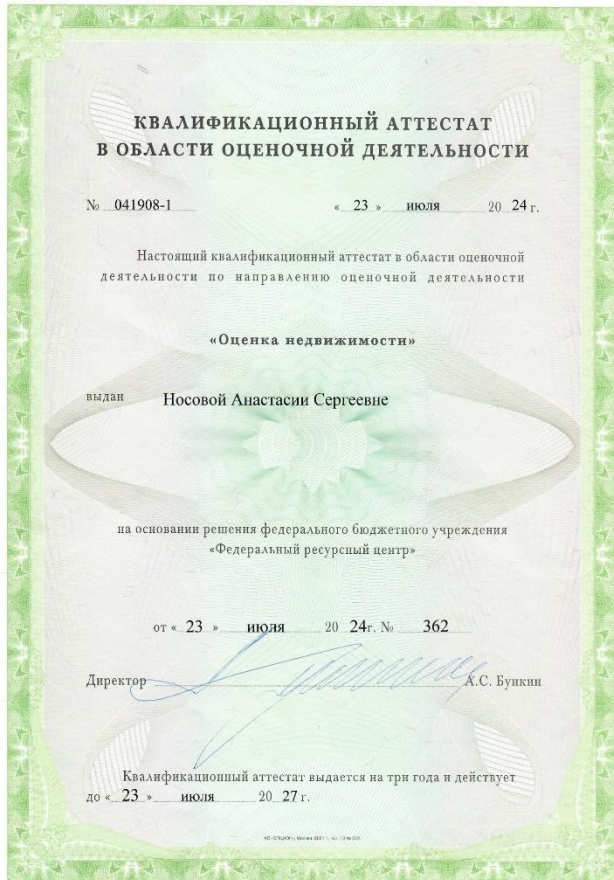 КВАЛИФИКАЦИОННЫЙ АТТЕСТАТ
В ОБЛАСТИ ОЦЕНОЧНОЙ ДЕЯТЕЛЬНОСТИ
№ 041908-1 « 23 » июля 20 24 г.
Настоящий квалификационный аттестат в области оценочной
деятельности по направлению оценочной деятельности
«Оценка недвижимости»
выдан Носовой Анастасии Сергеевне
на основании решения федерального бюджетного учреждения
«Федеральный ресурсный центр»
от « 23 » июля 20 24г. № 362
Директор А.С. Бункин
Квалификационный аттестат выдается на три года и действует
до « 23 » июля 20 27 г.